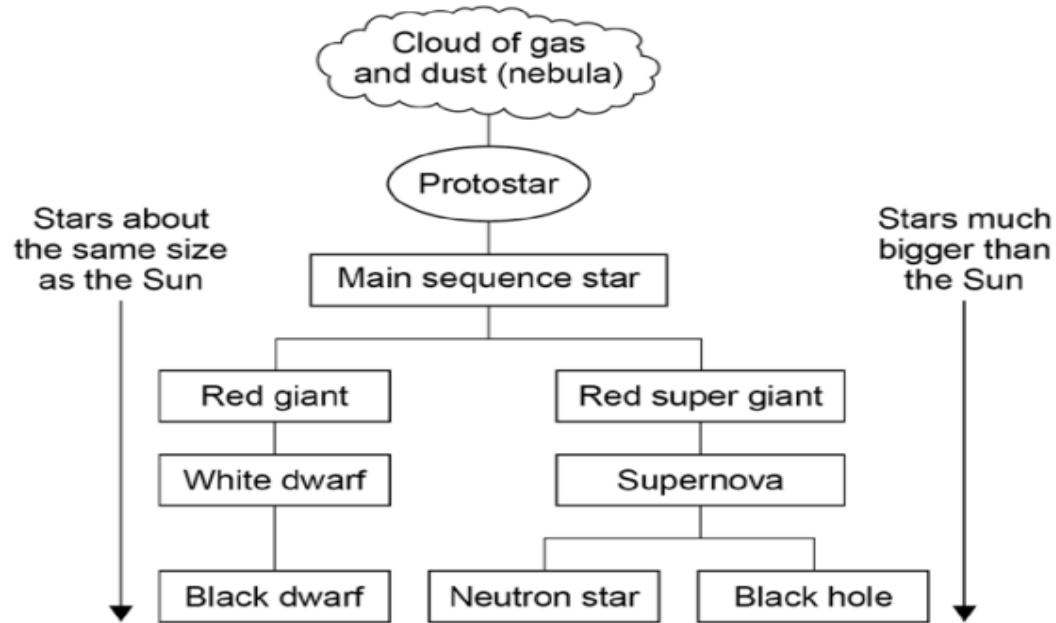 Cloud of gas
and dust (nebula)
Protostar
Stars about
the same size
as the Sun
Stars much
bigger than
the Sun
Main sequence star
Red giant
Red super giant
White dwarf
Supernova
Black dwarf
Neutron star
Black hole